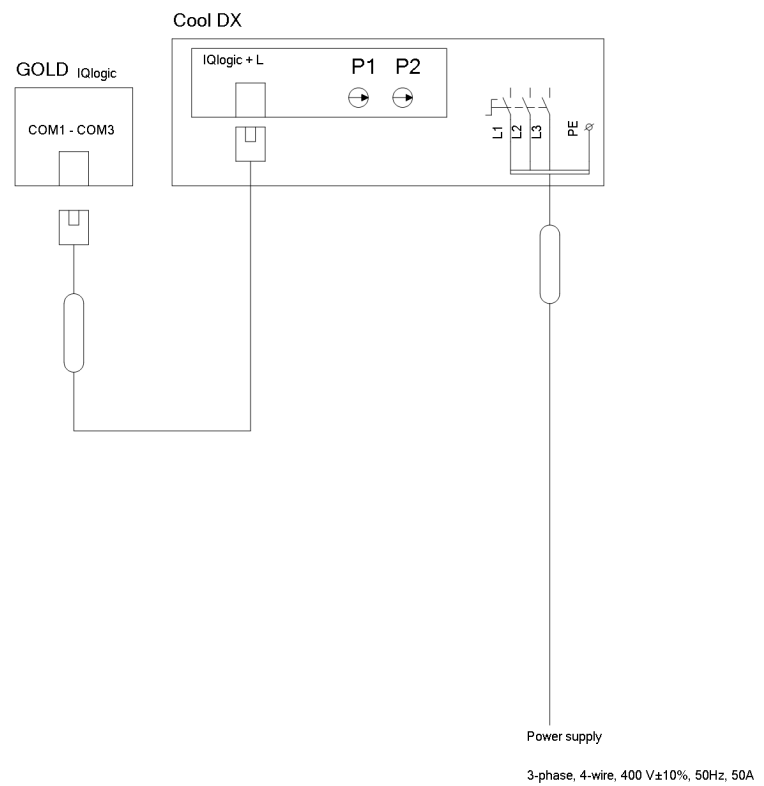 Cool DX
GOLD IQlogic
COM1 - COM3
IQlogic + L
P1 P2
L1
L2
L3
PE
Power supply
3-phase, 4-wire, 400 V±10%, 50Hz, 50A